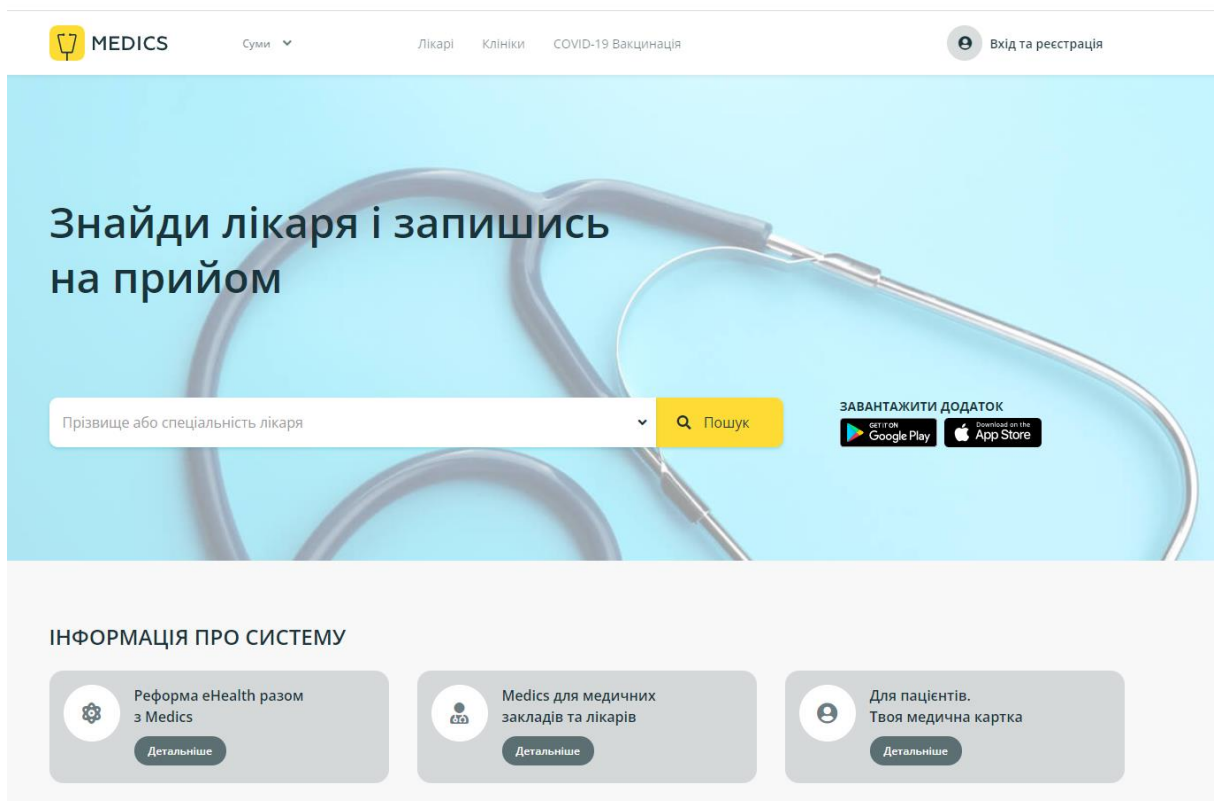 MEDICS
Суми
Лікарі
Клініки
COVID-19 Вакцинація
Вхід та реєстрація
Знайди лікаря і запишись
на прийом
Прізвище або спеціальність лікаря
Пошук
ЗАВАНТАЖИТИ ДОДАТОК
GET IT ON
Google Play
Download on the
App Store
ІНФОРМАЦІЯ ПРО СИСТЕМУ
Реформа eHealth разом
з Medics
Детальніше
Medics для медичних
закладів та лікарів
Детальніше
Для пацієнтів.
Твоя медична картка
Детальніше